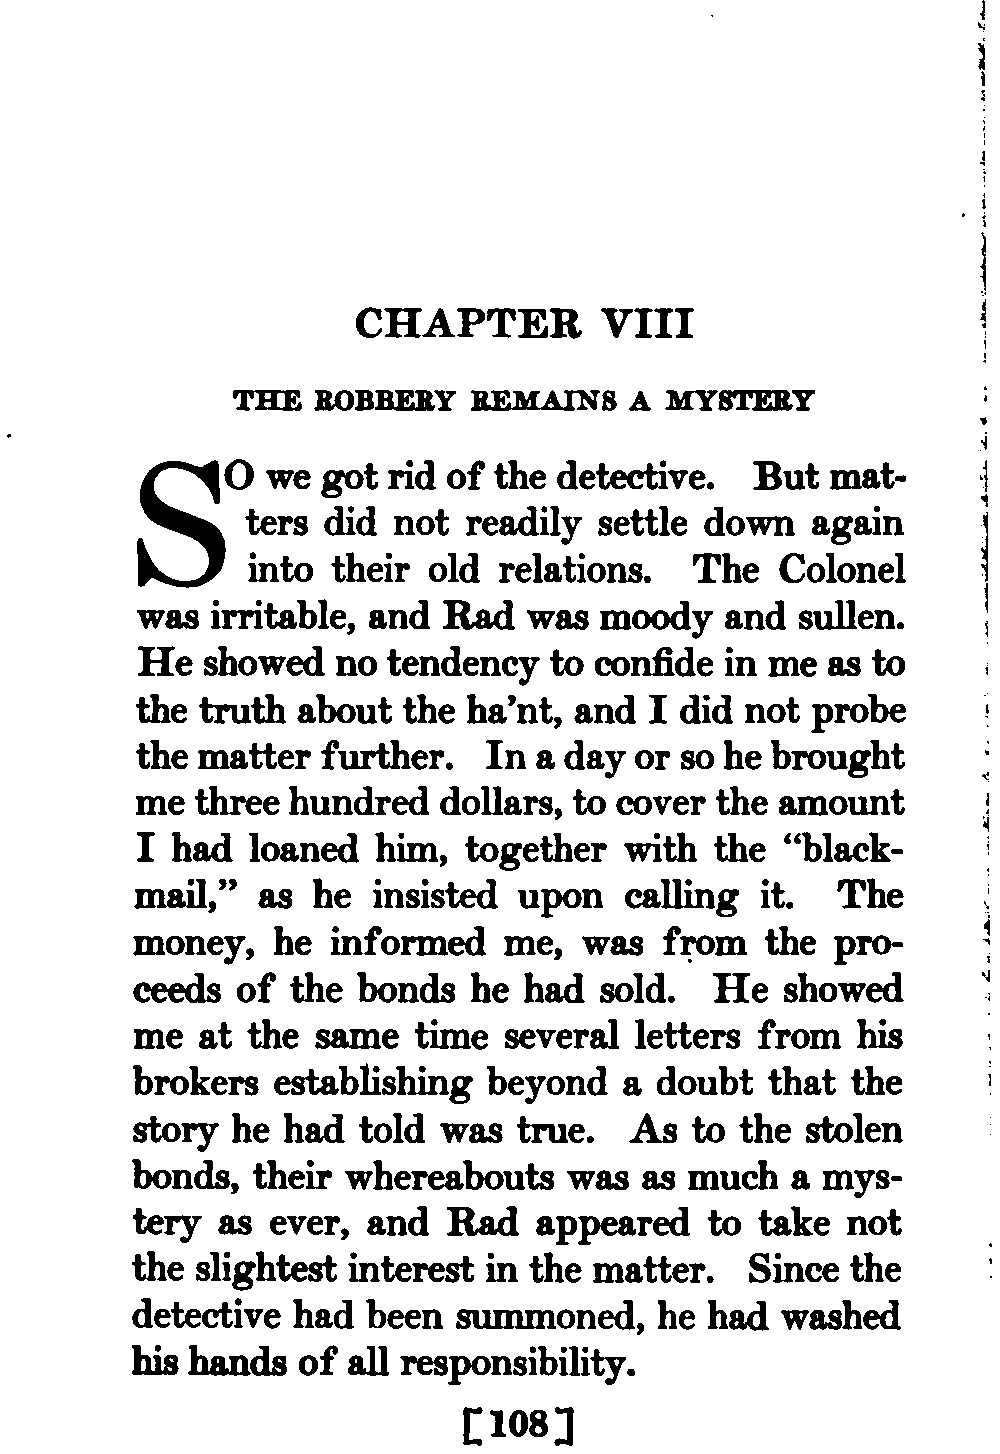 CHAPTER VIII
THE ROBBERY REMAINS A MYSTERY
SO we got rid of the detective. But mat-
ters did not readily settle down again
into their old relations. The Colonel
was irritable, and Rad was moody and sullen.
He showed no tendency to confide in me as to
the truth about the ha'nt, and I did not probe
the matter further. In a day or so he brought
me three hundred dollars, to cover the amount
I had loaned him, together with the "black-
mail," as he insisted upon calling it. The
money, he informed me, was from the pro-
ceeds of the bonds he had sold. He showed
me at the same time several letters from his
brokers establishing beyond a doubt that the
story he had told was true. As to the stolen
bonds, their whereabouts was as much a mys-
tery as ever, and Rad appeared to take not
the slightest interest in the matter. Since the
detective had been summoned, he had washed
his hands of all responsibility.
[108]